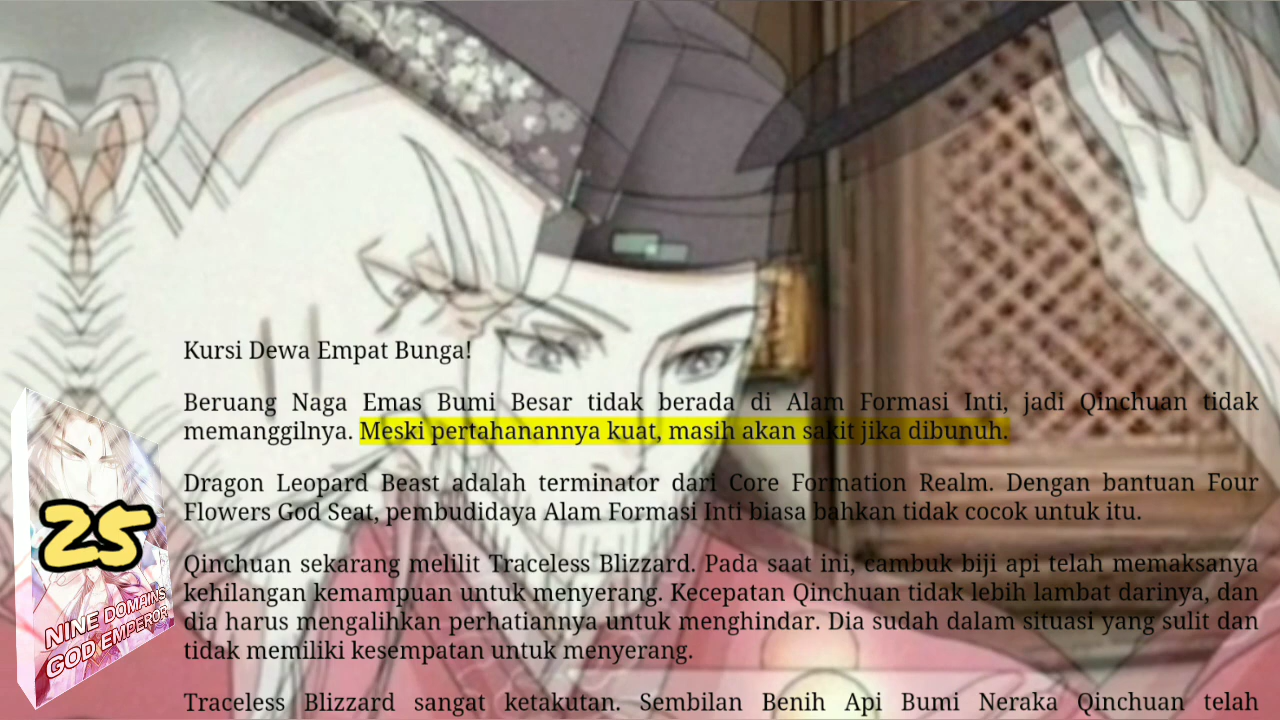 Kursi Dewa Empat Bunga!
Beruang Naga Emas Bumi Besar tidak berada di Alam Formasi Inti, jadi Qinchuan tidak
memanggilnya. Meski pertahanannya kuat, masih akan sakit jika dibunuh.
Dragon Leopard Beast adalah terminator dari Core Formation Realm. Dengan bantuan Four
Flowers God Seat, pembudidaya Alam Formasi Inti biasa bahkan tidak cocok untuk itu.
Qinchuan sekarang melilit Traceless Blizzard. Pada saat ini, cambuk biji api telah memaksanya
kehilangan kemampuan untuk menyerang. Kecepatan Qinchuan tidak lebih lambat darinya, dan
dia harus mengalihkan perhatiannya untuk menghindar. Dia sudah dalam situasi yang sulit dan
tidak memiliki kesempatan untuk menyerang.
Traceless Blizzard sangat ketakutan. Sembilan Benih Api Bumi Neraka Qinchuan telah
25
NINE DOMAINS
GOD EMPEROR